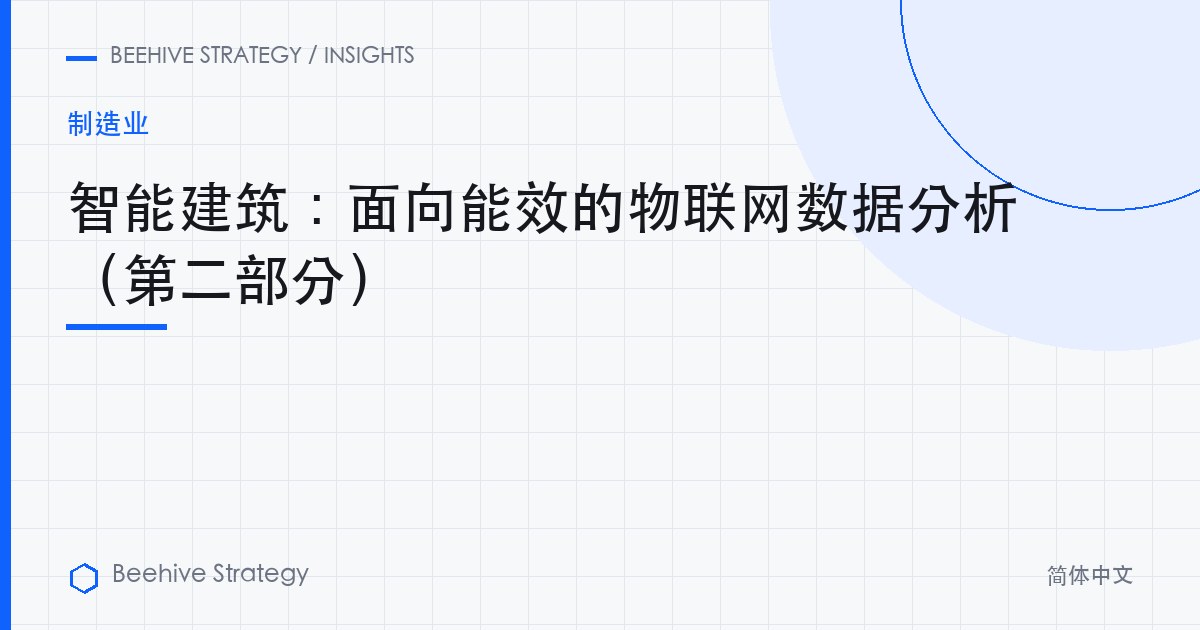 BEEHIVE STRATEGY / INSIGHTS
制造业
智能建筑：面向能效的物联网数据分析
（第二部分）
Beehive Strategy
简体中文